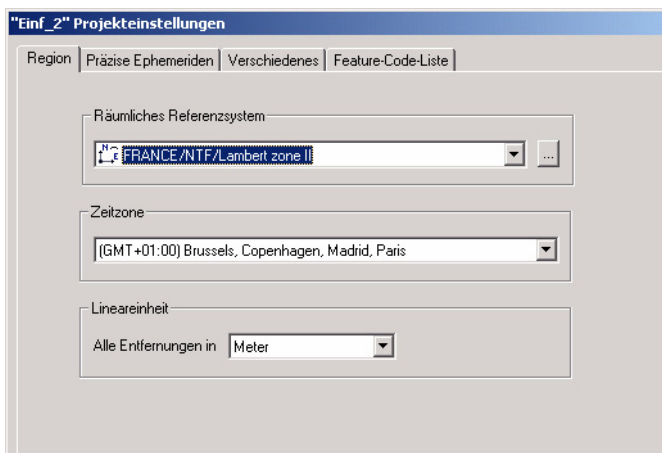 "Einf_2" Projekteinstellungen
Region Präzise Ephemeriden Verschiedenes Feature-Code-Liste
Räumliches Referenzsystem
N E FRANCE/NTF/Lambert zone II ...
Zeitzone
(GMT+01:00) Brussels, Copenhagen, Madrid, Paris
Lineareinheit
Alle Entfernungen in Meter